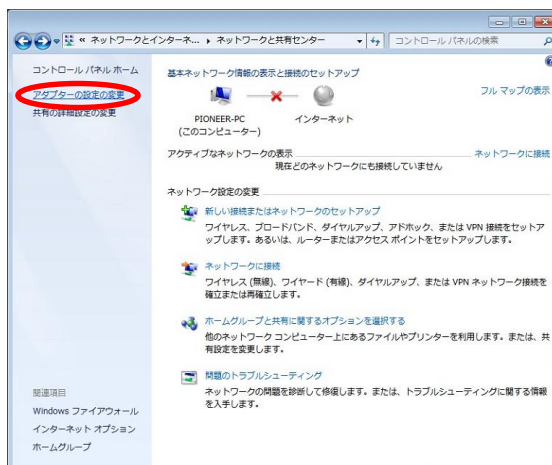 « ネットワークとインターネ... ▸ ネットワークと共有センター
コントロール パネルの検索
コントロール パネル ホーム
アダプターの設定の変更
共有の詳細設定の変更
基本ネットワーク情報の表示と接続のセットアップ
フル マップの表示
PIONEER-PC
(このコンピューター)
インターネット
アクティブなネットワークの表示
ネットワークに接続
現在どのネットワークにも接続していません
ネットワーク設定の変更
新しい接続またはネットワークのセットアップ
ワイヤレス、ブロードバンド、ダイヤルアップ、アドホック、または VPN 接続をセットア
ップします。あるいは、ルーターまたはアクセス ポイントをセットアップします。
ネットワークに接続
ワイヤレス (無線)、ワイヤード (有線)、ダイヤルアップ、または VPN ネットワーク接続を
確立または再確立します。
ホームグループと共有に関するオプションを選択する
他のネットワーク コンピューター上にあるファイルやプリンターを利用します。または、共
有設定を変更します。
問題のトラブルシューティング
ネットワークの問題を診断して修復します。または、トラブルシューティングに関する情報
を入手します。
関連項目
Windows ファイアウォール
インターネット オプション
ホームグループ